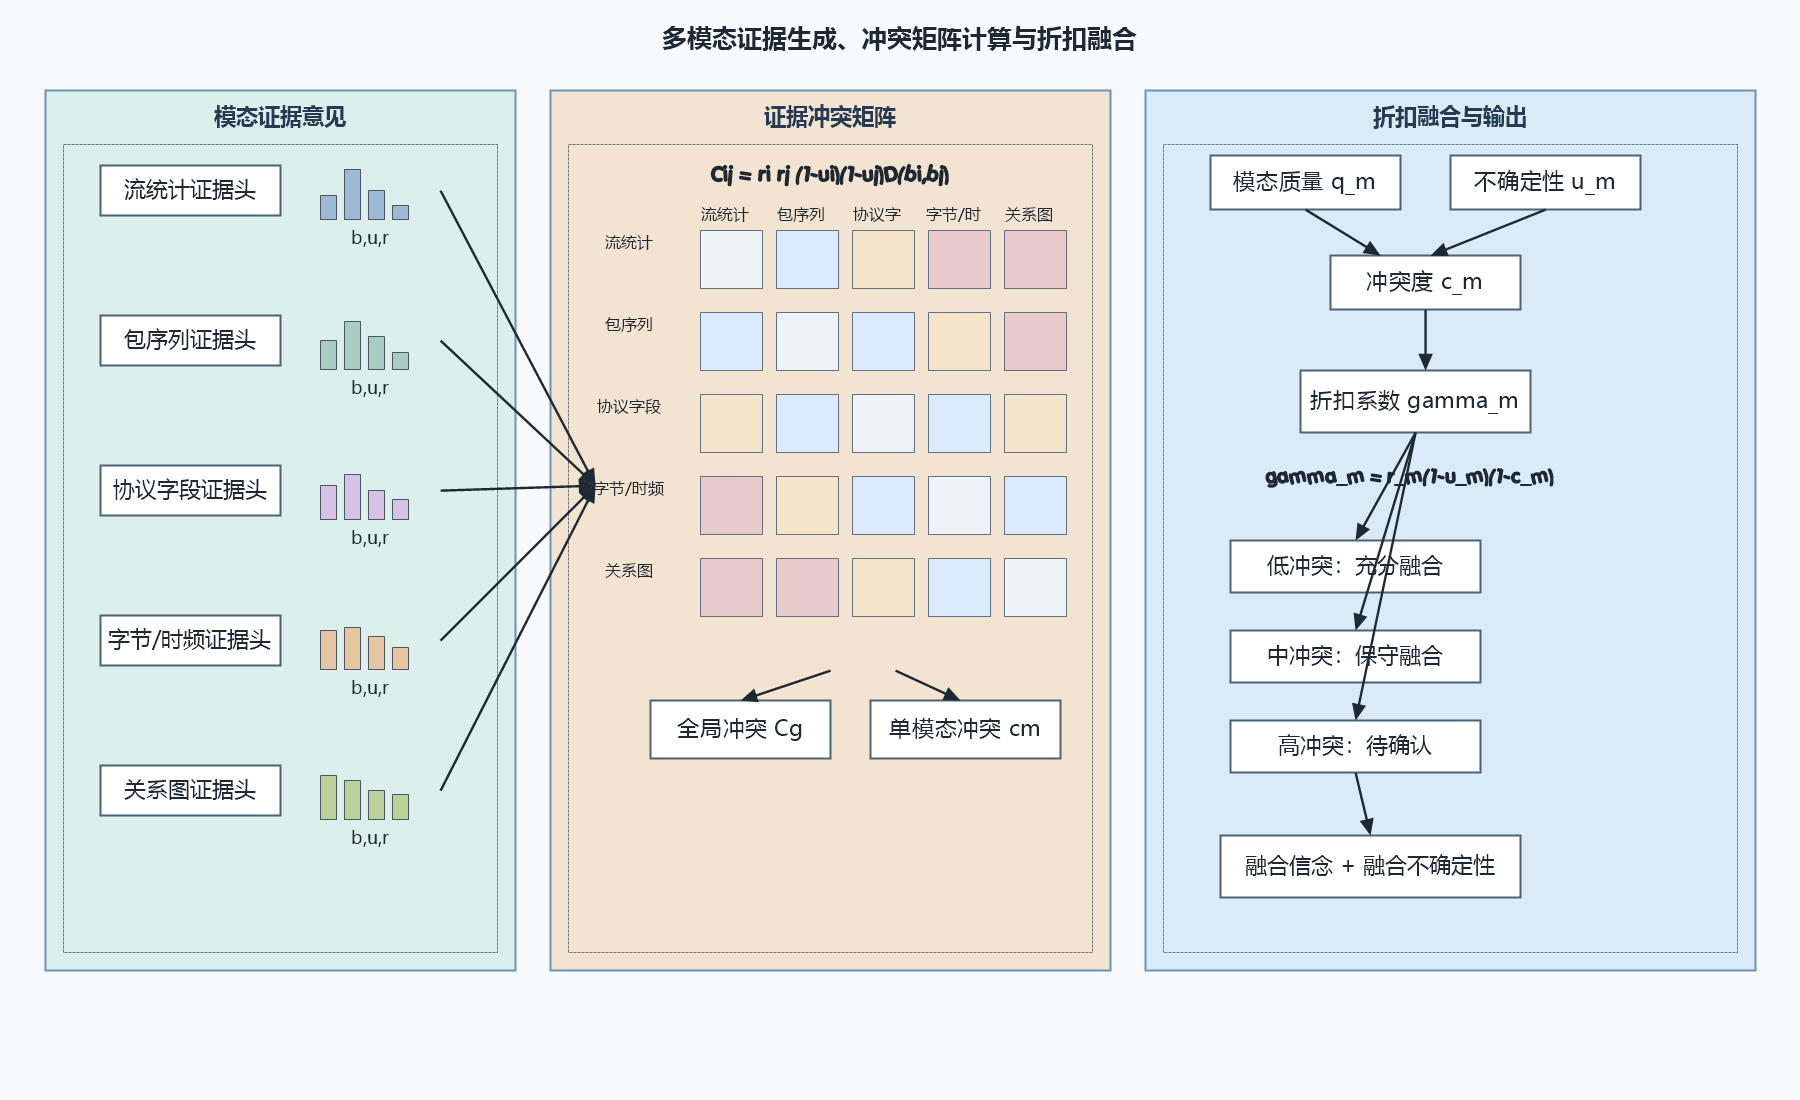 多模态证据生成、冲突矩阵计算与折扣融合
模态证据意见
流统计证据头
b,u,r
包序列证据头
b,u,r
协议字段证据头
b,u,r
字节/时频证据头
b,u,r
关系图证据头
b,u,r
证据冲突矩阵
Cij = ri rj (1-ui)(1-uj)D(bi,bj)
流统计 包序列 协议字 字节/时 关系图
流统计
包序列
协议字段
字节/时频
关系图
全局冲突 Cg
单模态冲突 cm
折扣融合与输出
模态质量 q_m
不确定性 u_m
冲突度 c_m
折扣系数 gamma_m
gamma_m = r_m(1-u_m)(1-c_m)
低冲突：充分融合
中冲突：保守融合
高冲突：待确认
融合信念 + 融合不确定性